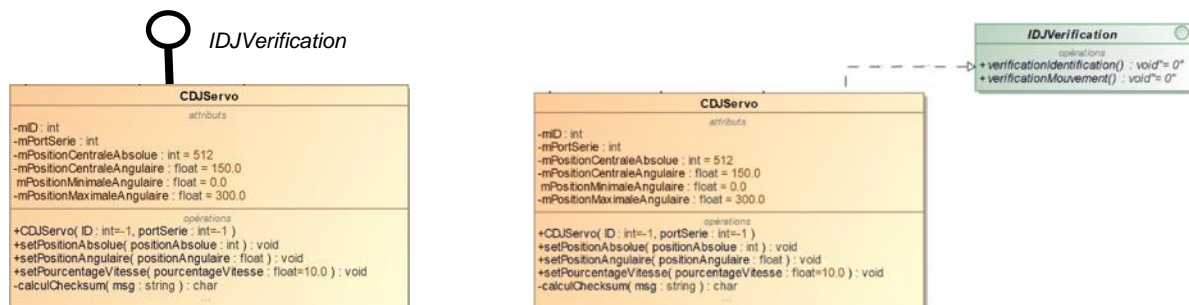 IDJVerification
CDJServo
attributs
-mID : int
-mPortSerie : int
-mPositionCentraleAbsolue : int = 512
-mPositionCentraleAngulaire : float = 150.0
mPositionMinimaleAngulaire : float = 0.0
-mPositionMaximaleAngulaire : float = 300.0
opérations
+CDJServo( ID : int=-1, portSerie : int=-1 )
+setPositionAbsolue( positionAbsolue : int ) : void
+setPositionAngulaire( positionAngulaire : float ) : void
+setPourcentageVitesse( pourcentageVitesse : float=10.0 ) : void
-calculChecksum( msg : string ) : char
...
IDJVerification
opérations
+ verificationIdentification() : void"= 0"
+ verificationMouvement() : void"= 0"
CDJServo
attributs
-mID : int
-mPortSerie : int
-mPositionCentraleAbsolue : int = 512
-mPositionCentraleAngulaire : float = 150.0
mPositionMinimaleAngulaire : float = 0.0
-mPositionMaximaleAngulaire : float = 300.0
opérations
+CDJServo( ID : int=-1, portSerie : int=-1 )
+setPositionAbsolue( positionAbsolue : int ) : void
+setPositionAngulaire( positionAngulaire : float ) : void
+setPourcentageVitesse( pourcentageVitesse : float=10.0 ) : void
-calculChecksum( msg : string ) : char
...